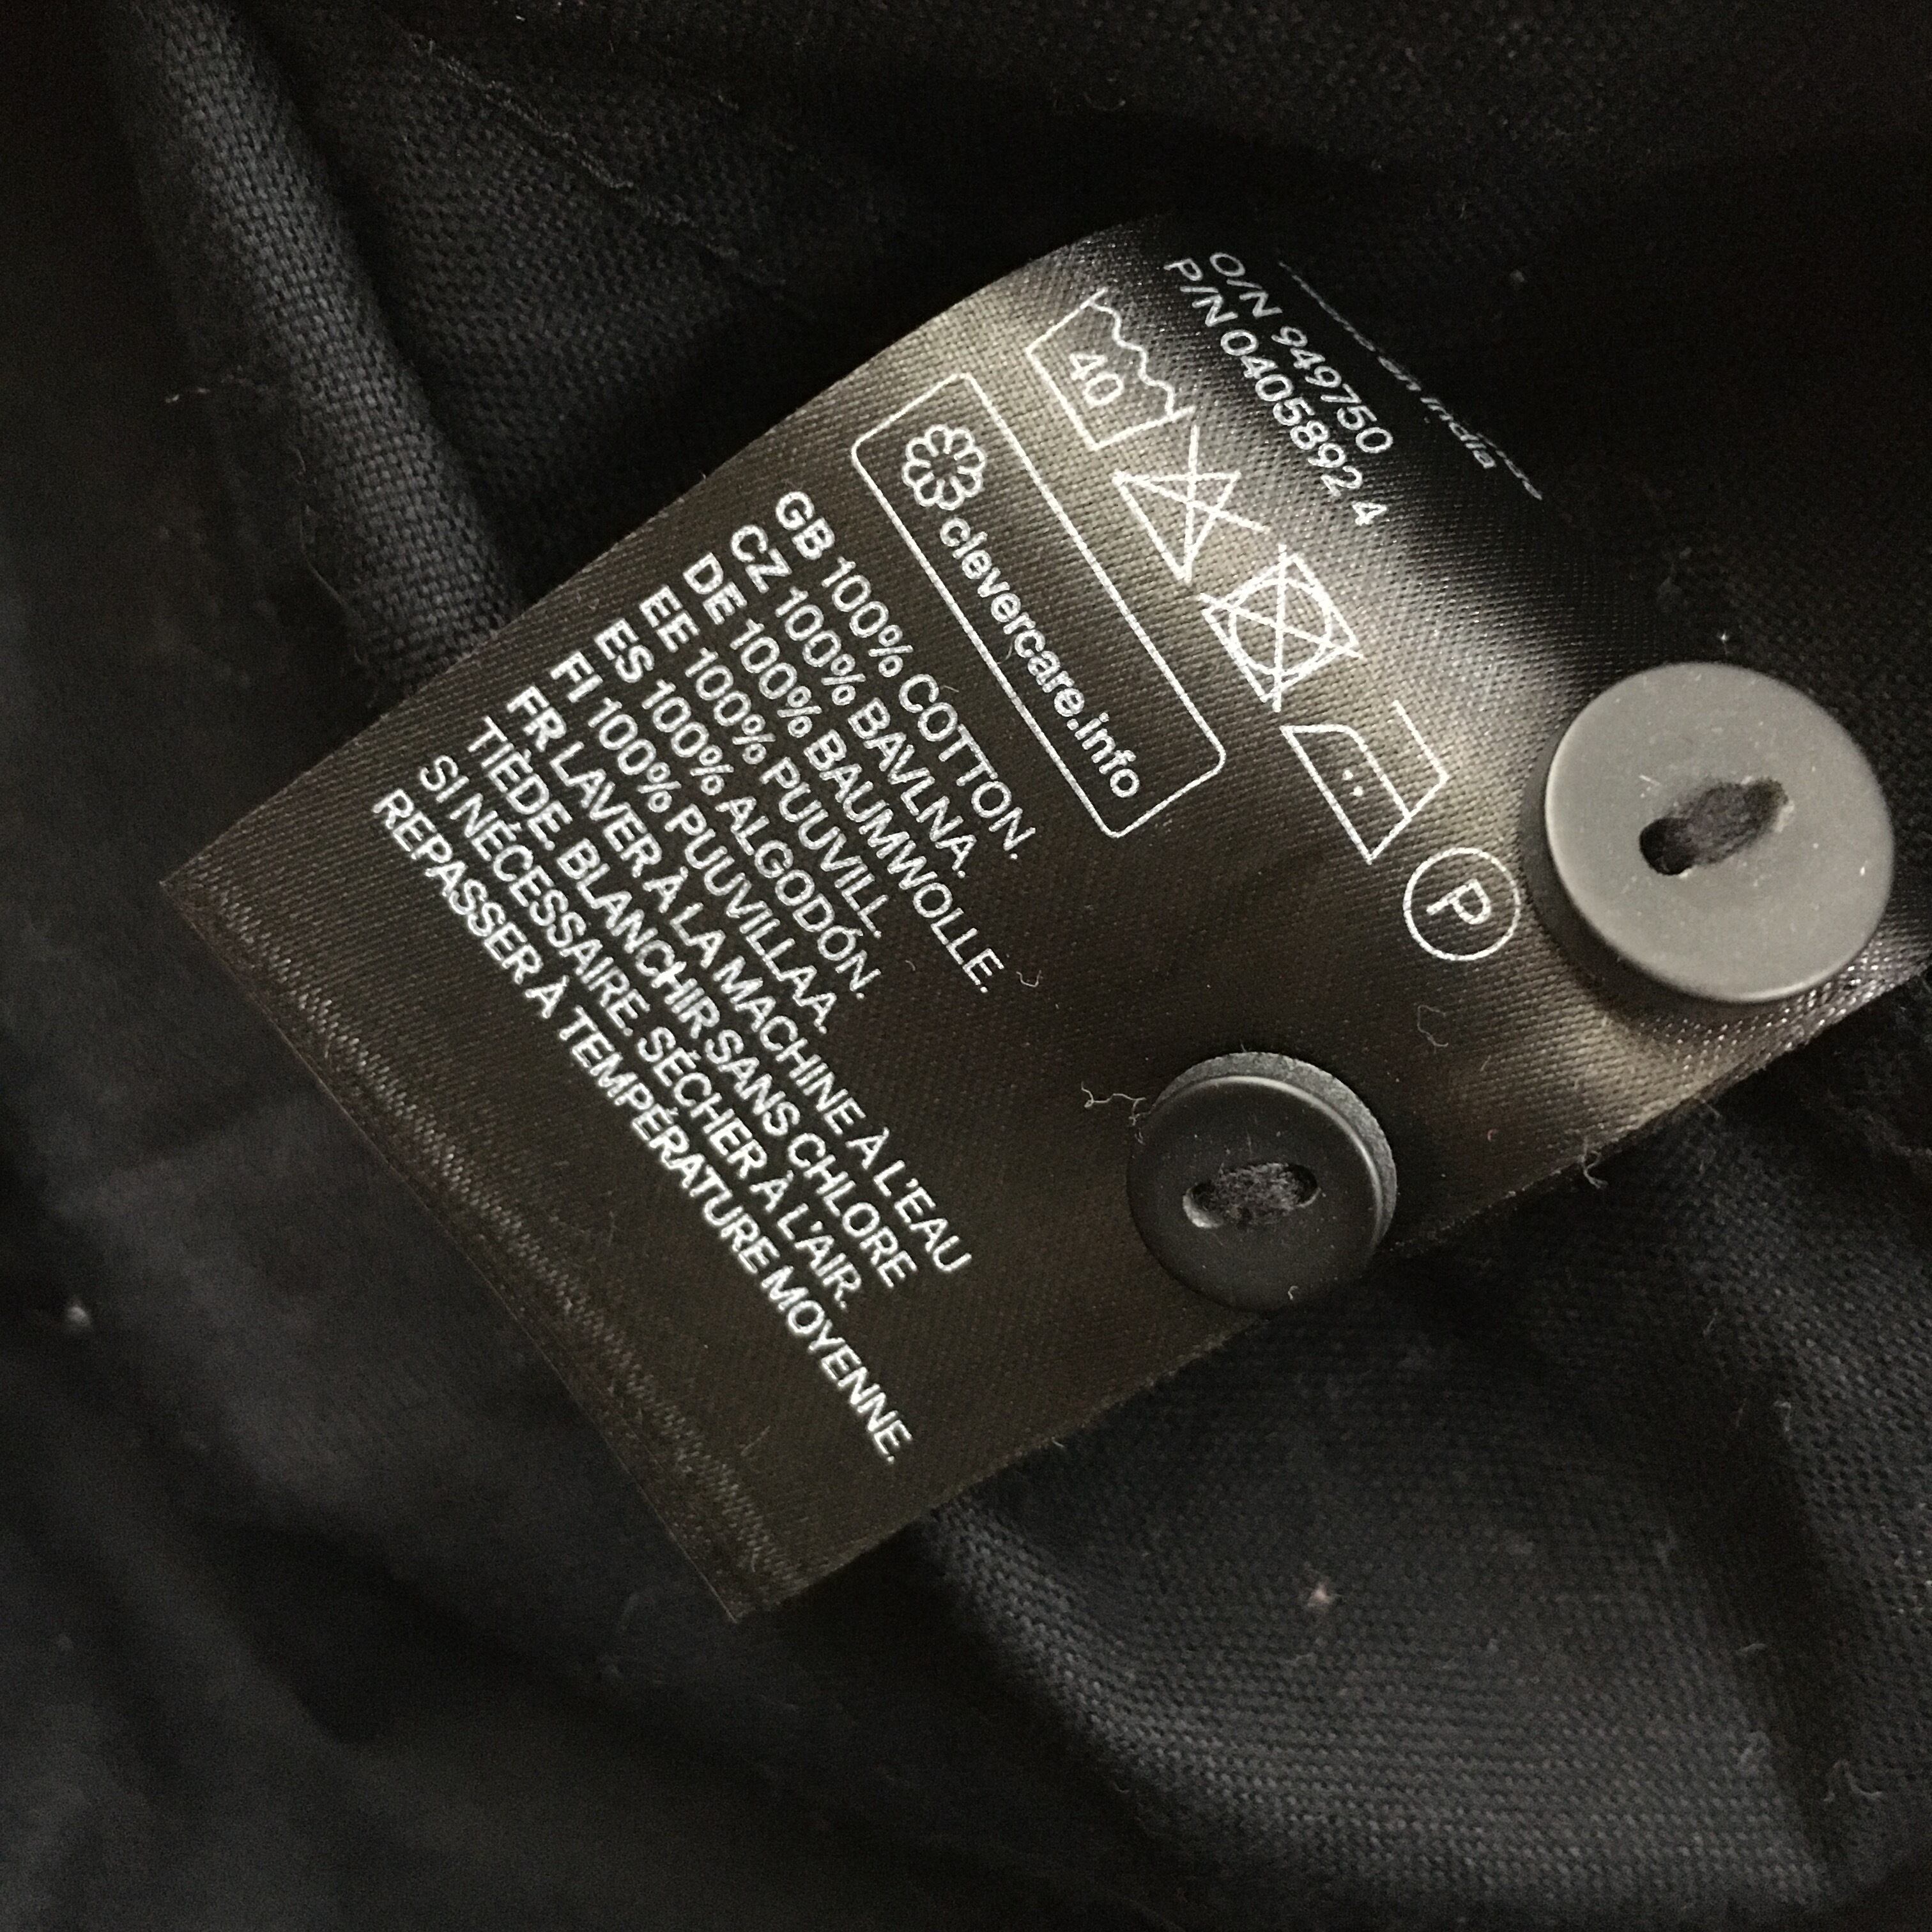 India
O/N 949750
P/N 0405892 4
40
P
clevercare.info
GB 100% COTTON.
CZ 100% BAVLNA.
DE 100% BAUMWOLLE.
EE 100% PUUVILL.
ES 100% ALGODÓN.
FI 100% PUUVILLAA.
FR LAVER À LA MACHINE À L'EAU
TIÈDE. BLANCHIR SANS CHLORE
SI NÉCESSAIRE. SÉCHER À L'AIR.
REPASSER À TEMPÉRATURE MOYENNE.